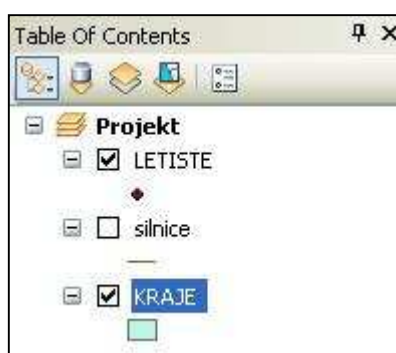 Table Of Contents
Projekt
LETISTE
silnice
KRAJE